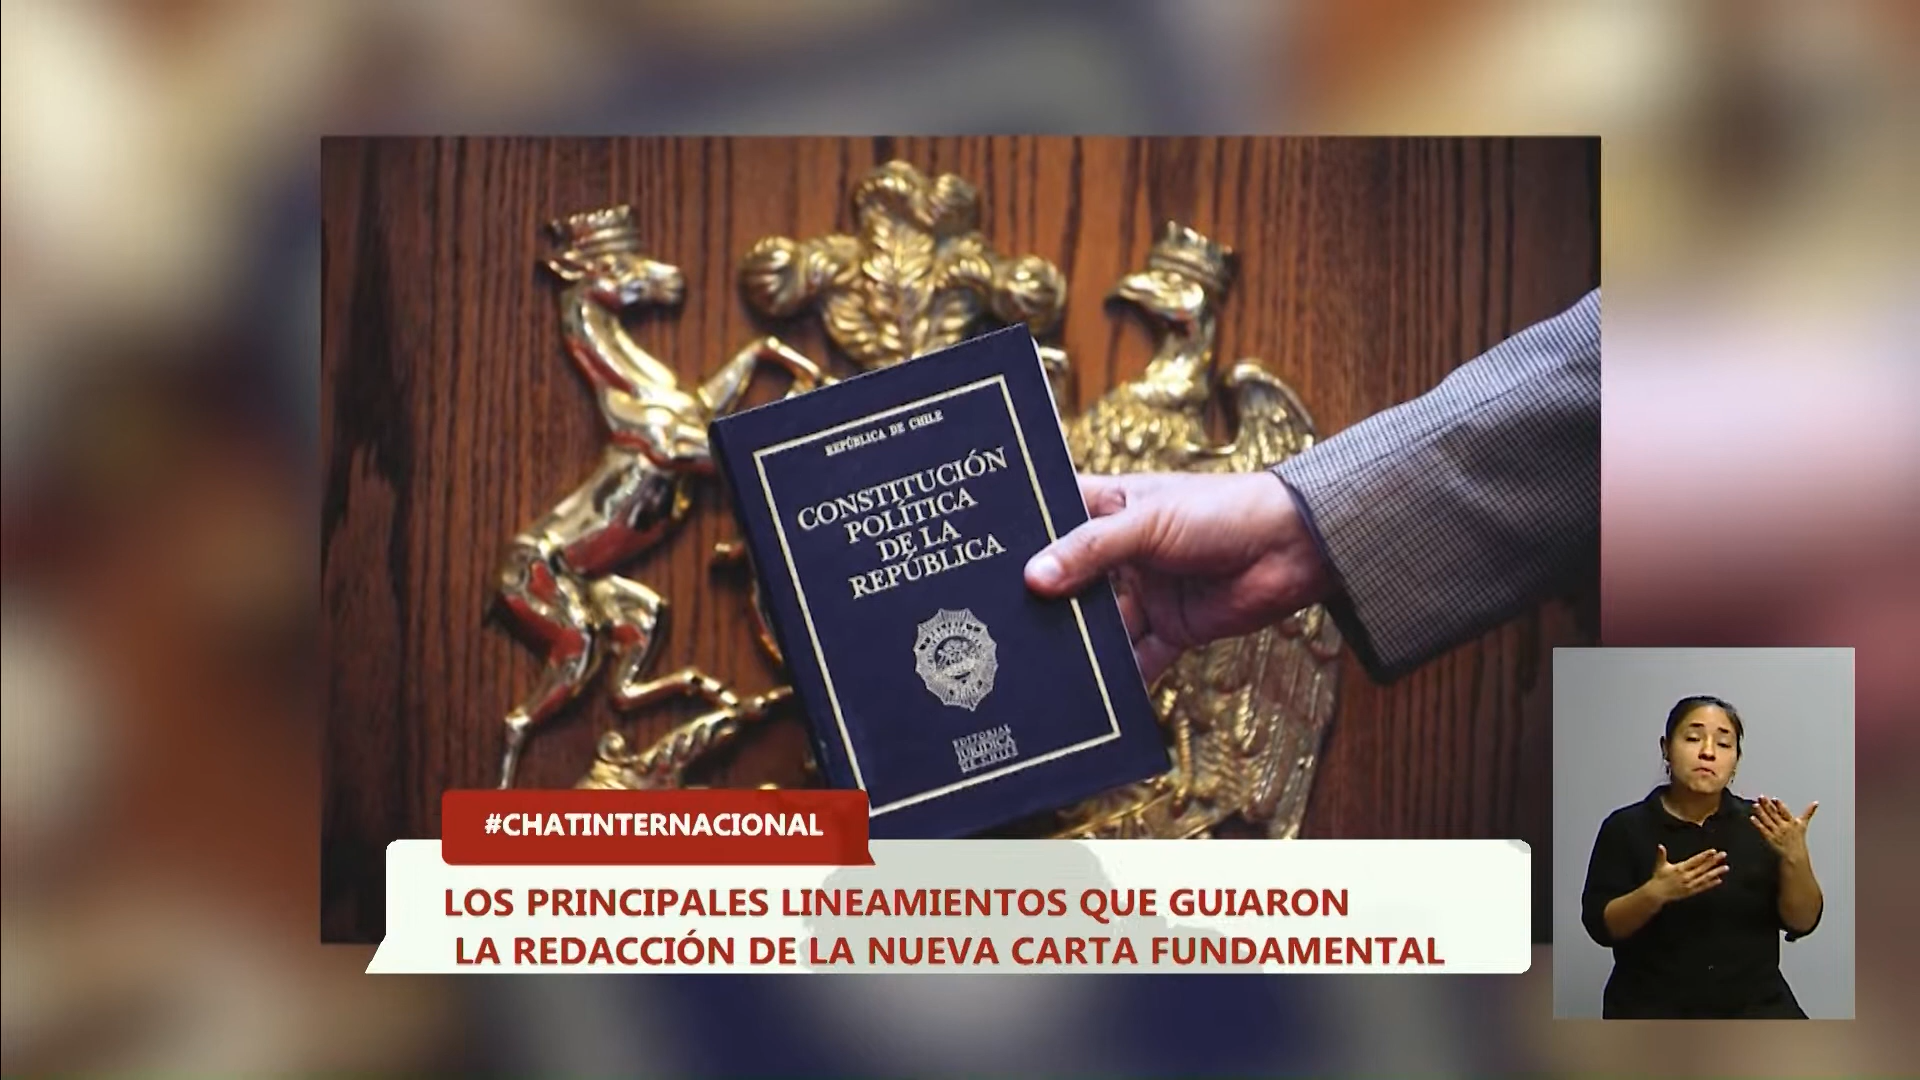 REPÚBLICA DE CHILE
CONSTITUCIÓN
POLÍTICA
DE LA
REPÚBLICA
EDITORIAL
JURIDICA
DE CHILE
#CHATINTERNACIONAL
LOS PRINCIPALES LINEAMIENTOS QUE GUIARON
LA REDACCIÓN DE LA NUEVA CARTA FUNDAMENTAL